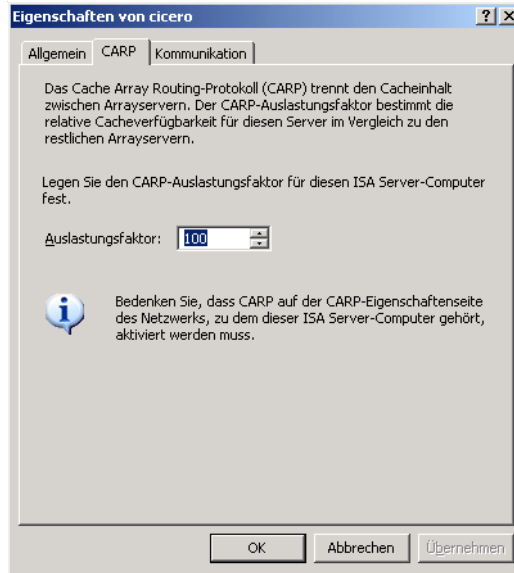 Eigenschaften von cicero
Allgemein CARP Kommunikation
Das Cache Array Routing-Protokoll (CARP) trennt den Cacheinhalt
zwischen Arrayservern. Der CARP-Auslastungsfaktor bestimmt die
relative Cacheverfügbarkeit für diesen Server im Vergleich zu den
restlichen Arrayservern.
Legen Sie den CARP-Auslastungsfaktor für diesen ISA Server-Computer
fest.
Auslastungsfaktor: 100
Bedenken Sie, dass CARP auf der CARP-Eigenschaftenseite
des Netzwerks, zu dem dieser ISA Server-Computer gehört,
aktiviert werden muss.
OK Abbrechen Übernehmen